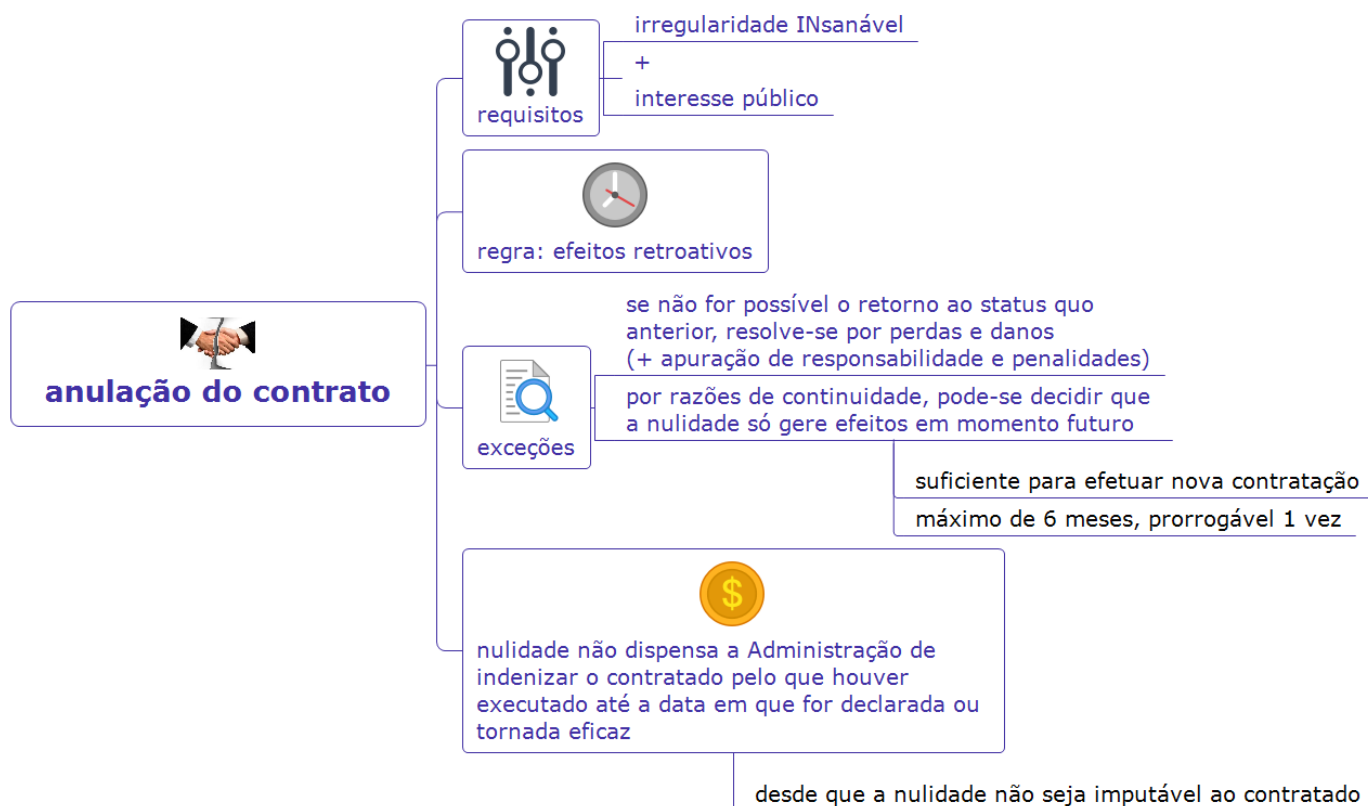 irregularidade INsanável
+
interesse público
requisitos
regra: efeitos retroativos
anulação do contrato
se não for possível o retorno ao status quo
anterior, resolve-se por perdas e danos
(+ apuração de responsabilidade e penalidades)
por razões de continuidade, pode-se decidir que
a nulidade só gere efeitos em momento futuro
exceções
suficiente para efetuar nova contratação
máximo de 6 meses, prorrogável 1 vez
$
nulidade não dispensa a Administração de
indenizar o contratado pelo que houver
executado até a data em que for declarada ou
tornada eficaz
desde que a nulidade não seja imputável ao contratado